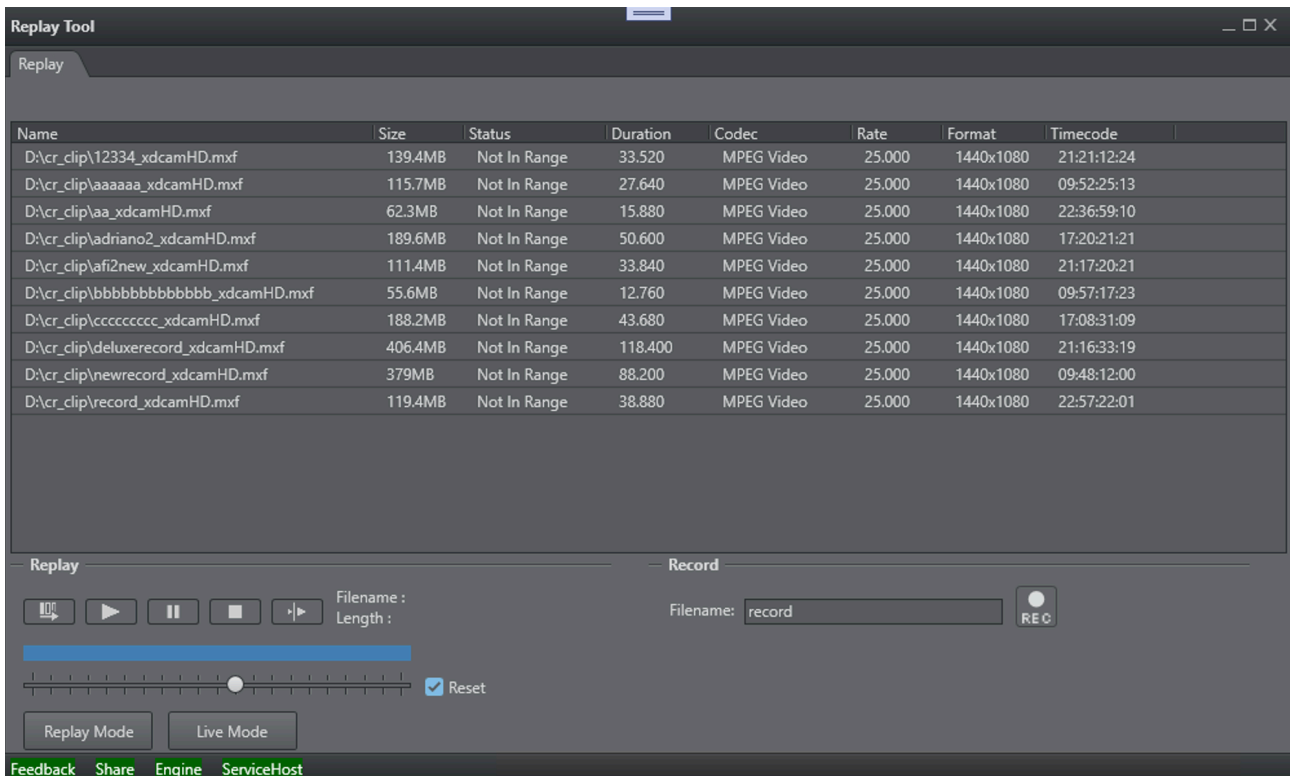 Replay Tool
Replay
Name Size Status Duration Codec Rate Format Timecode
D:\cr_clip\12334_xdcamHD.mxf 139.4MB Not In Range 33.520 MPEG Video 25.000 1440x1080 21:21:12:24
D:\cr_clip\aaaaaa_xdcamHD.mxf 115.7MB Not In Range 27.640 MPEG Video 25.000 1440x1080 09:52:25:13
D:\cr_clip\aa_xdcamHD.mxf 62.3MB Not In Range 15.880 MPEG Video 25.000 1440x1080 22:36:59:10
D:\cr_clip\adriano2_xdcamHD.mxf 189.6MB Not In Range 50.600 MPEG Video 25.000 1440x1080 17:20:21:21
D:\cr_clip\afi2new_xdcamHD.mxf 111.4MB Not In Range 33.840 MPEG Video 25.000 1440x1080 21:17:20:21
D:\cr_clip\bbbbbbbbbbbbbb_xdcamHD.mxf 55.6MB Not In Range 12.760 MPEG Video 25.000 1440x1080 09:57:17:23
D:\cr_clip\cccccccccc_xdcamHD.mxf 188.2MB Not In Range 43.680 MPEG Video 25.000 1440x1080 17:08:31:09
D:\cr_clip\deluxerecord_xdcamHD.mxf 406.4MB Not In Range 118.400 MPEG Video 25.000 1440x1080 21:16:33:19
D:\cr_clip\newrecord_xdcamHD.mxf 379MB Not In Range 88.200 MPEG Video 25.000 1440x1080 09:48:12:00
D:\cr_clip\record_xdcamHD.mxf 119.4MB Not In Range 38.880 MPEG Video 25.000 1440x1080 22:57:22:01
Replay
Filename :
Length :
Reset
Replay Mode Live Mode
Record
Filename: record
REC
Feedback Share Engine ServiceHost